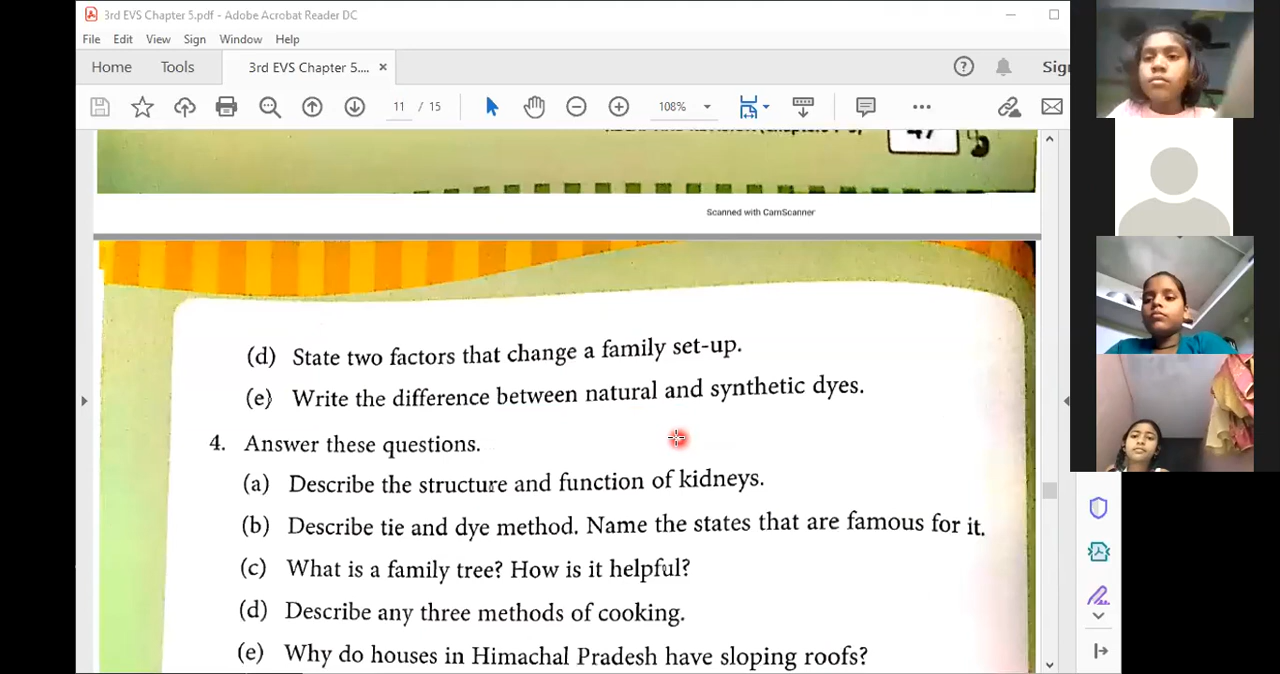 3rd EVS Chapter 5.pdf - Adobe Acrobat Reader DC
File Edit View Sign Window Help
Home Tools 3rd EVS Chapter 5.... × Sign
11 / 15 108%
47
Scanned with CamScanner
(d) State two factors that change a family set-up.
(e) Write the difference between natural and synthetic dyes.
4. Answer these questions.
(a) Describe the structure and function of kidneys.
(b) Describe tie and dye method. Name the states that are famous for it.
(c) What is a family tree? How is it helpful?
(d) Describe any three methods of cooking.
(e) Why do houses in Himachal Pradesh have sloping roofs?